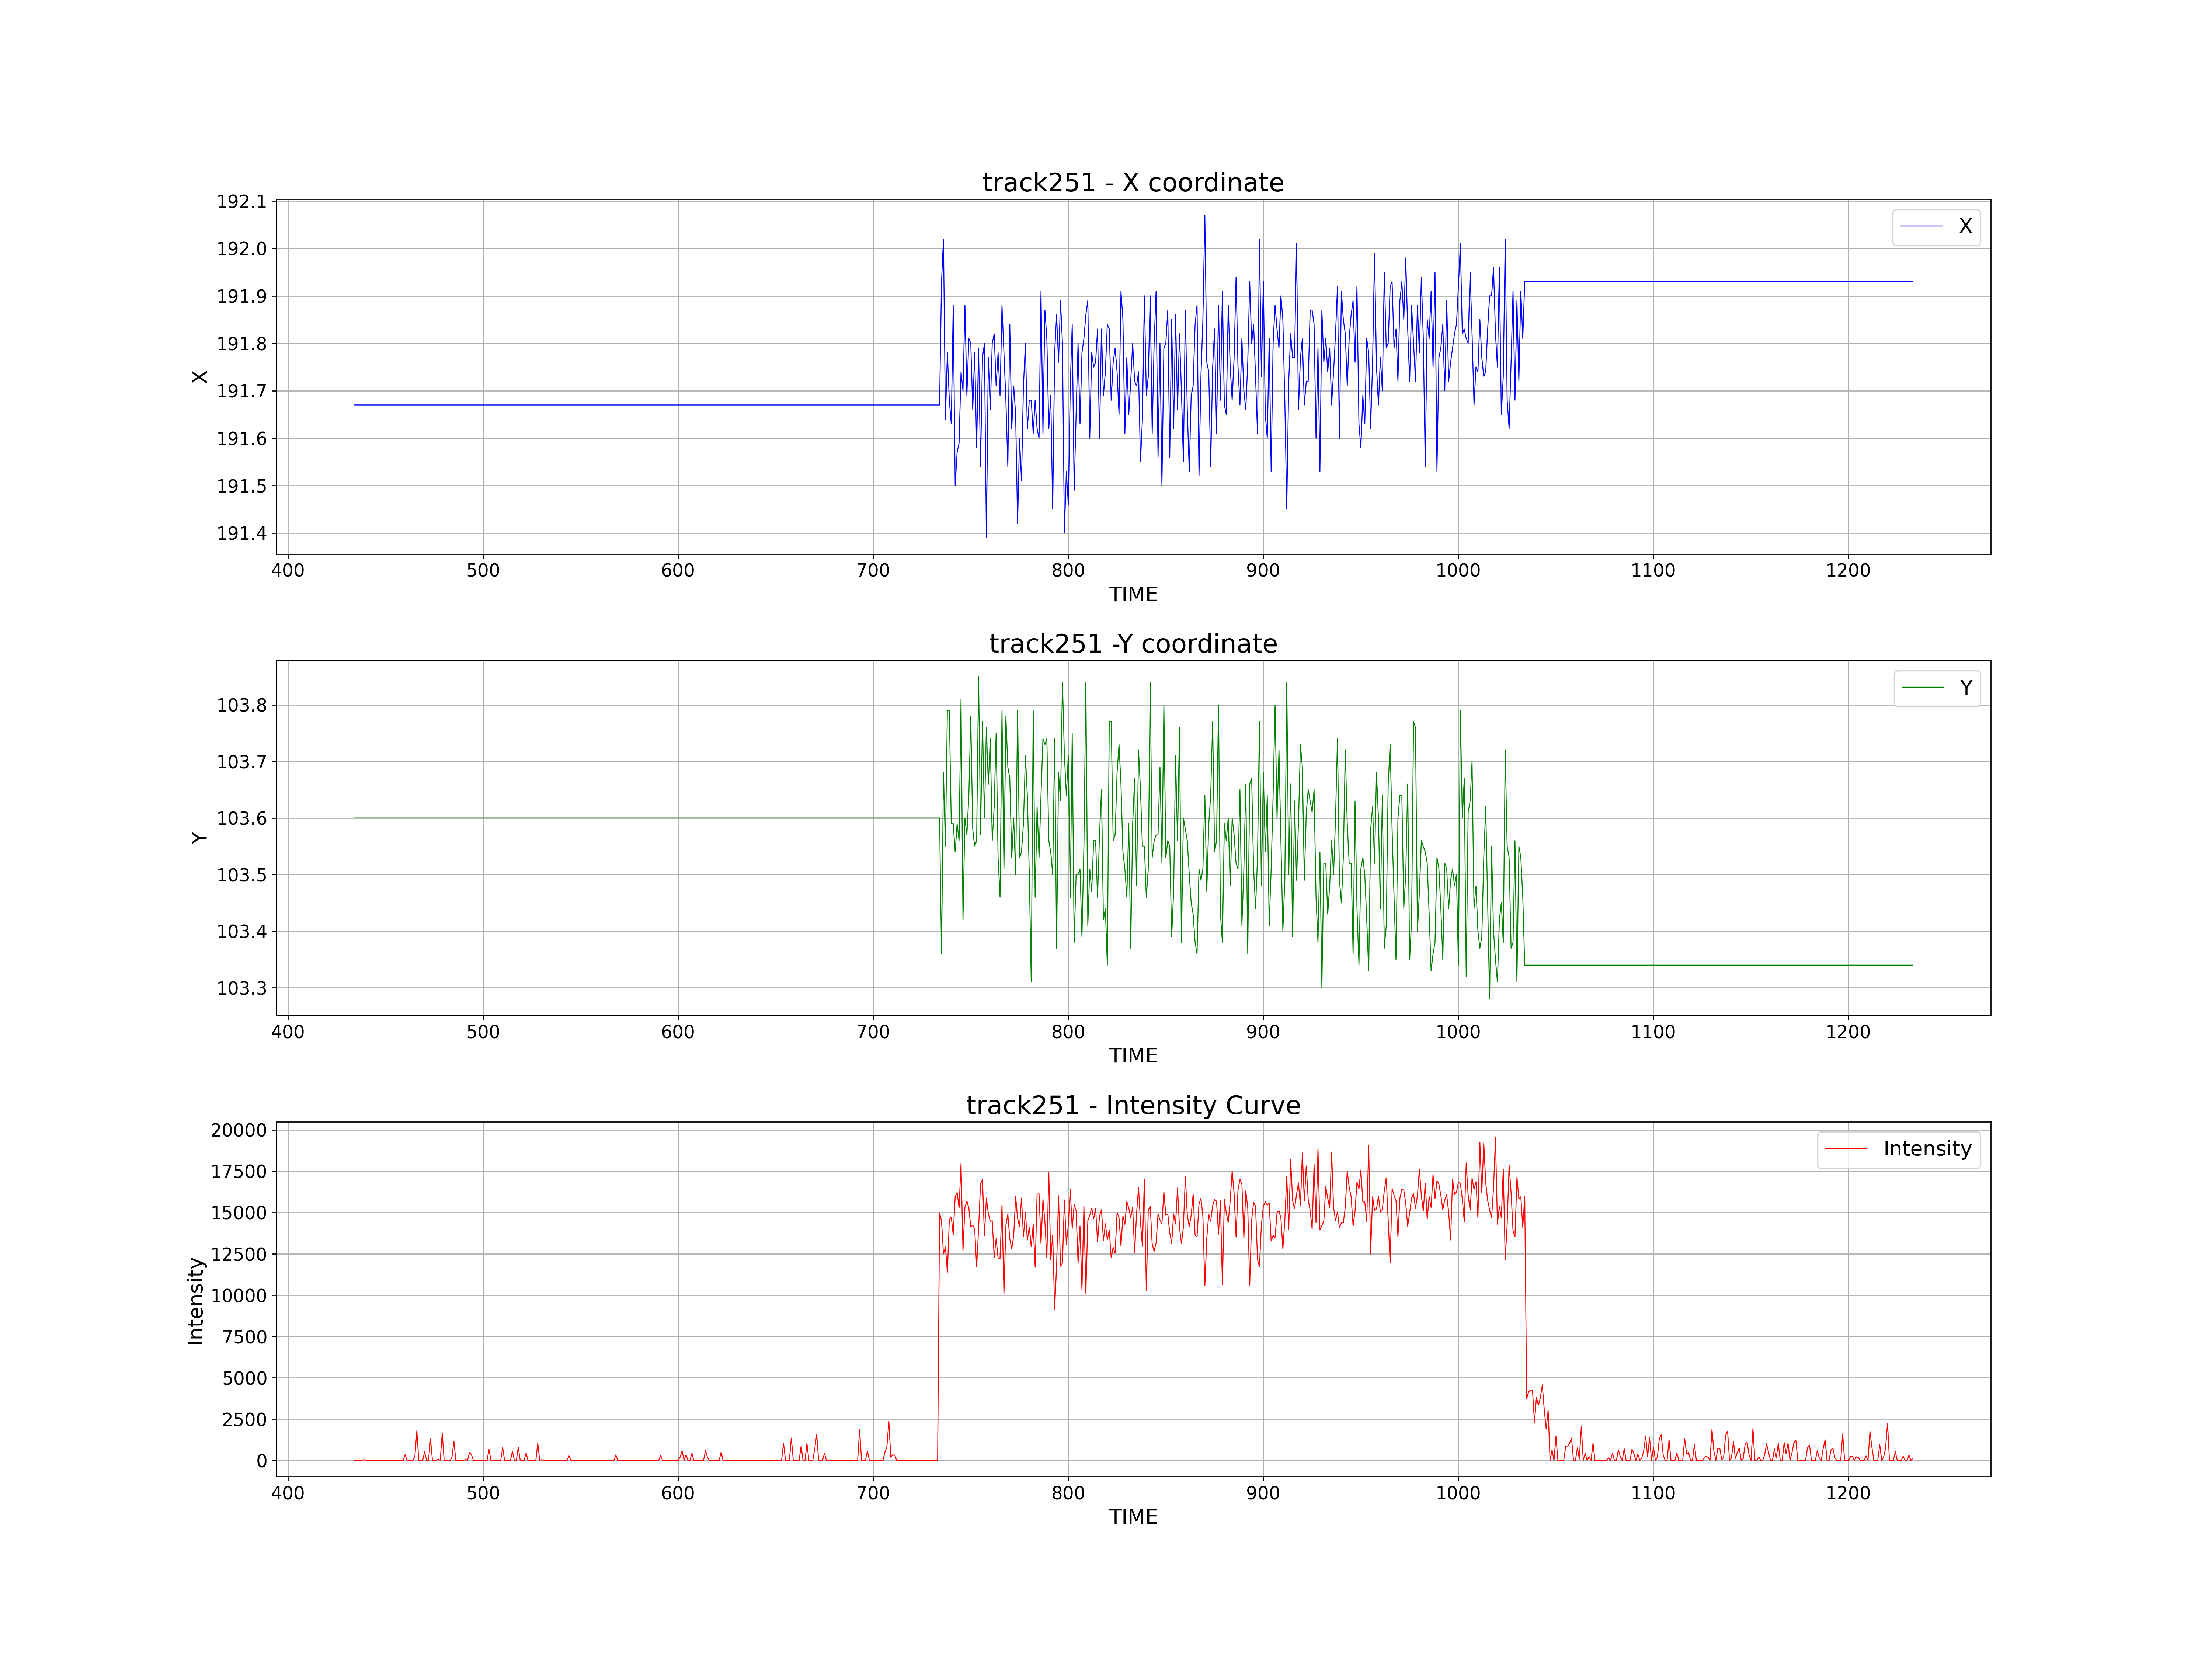 track251 - X coordinate
192.1
192.0
191.9
191.8
191.7
191.6
191.5
191.4
X
X
400 500 600 700 800 900 1000 1100 1200
TIME
track251 -Y coordinate
103.8
103.7
103.6
103.5
103.4
103.3
Y
Y
400 500 600 700 800 900 1000 1100 1200
TIME
track251 - Intensity Curve
20000
17500
15000
12500
10000
7500
5000
2500
0
Intensity
Intensity
400 500 600 700 800 900 1000 1100 1200
TIME